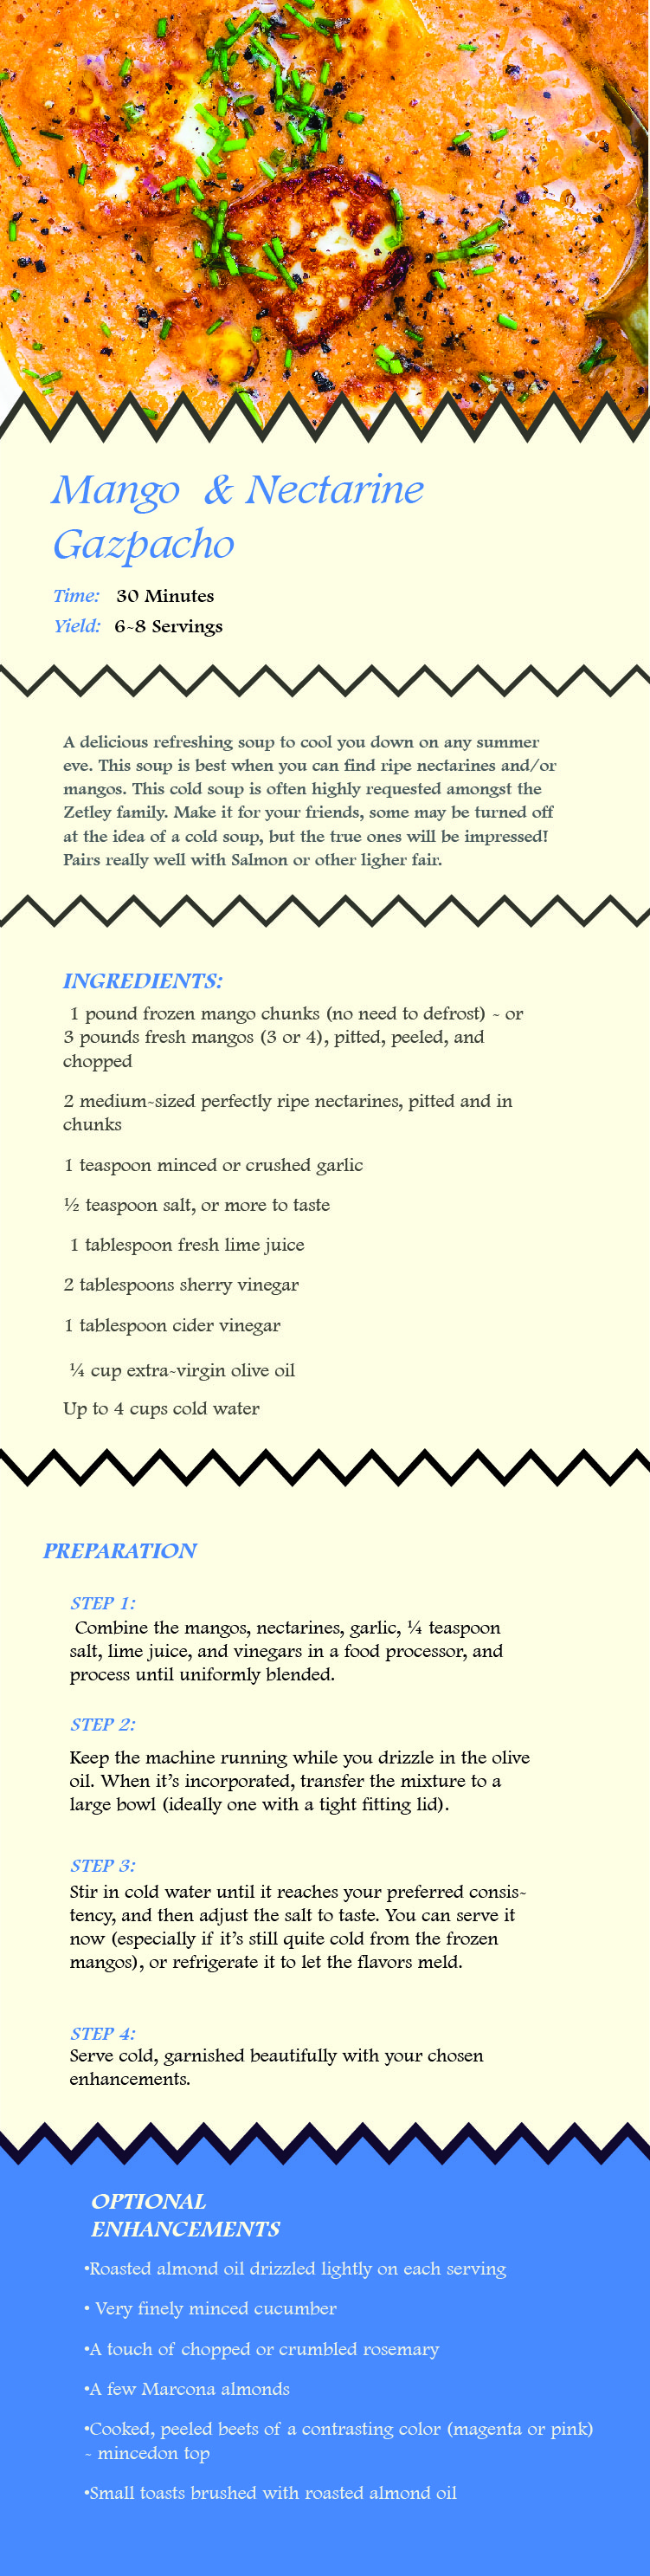 Mango & Nectarine
Gazpacho
Time: 30 Minutes
Yield: 6-8 Servings
A delicious refreshing soup to cool you down on any summer
eve. This soup is best when you can find ripe nectarines and/or
mangos. This cold soup is often highly requested amongst the
Zetley family. Make it for your friends, some may be turned off
at the idea of a cold soup, but the true ones will be impressed!
Pairs really well with Salmon or other ligher fair.
INGREDIENTS:
1 pound frozen mango chunks (no need to defrost) - or
3 pounds fresh mangos (3 or 4), pitted, peeled, and
chopped
2 medium-sized perfectly ripe nectarines, pitted and in
chunks
1 teaspoon minced or crushed garlic
½ teaspoon salt, or more to taste
1 tablespoon fresh lime juice
2 tablespoons sherry vinegar
1 tablespoon cider vinegar
¼ cup extra-virgin olive oil
Up to 4 cups cold water
PREPARATION
STEP 1:
Combine the mangos, nectarines, garlic, ¼ teaspoon
salt, lime juice, and vinegars in a food processor, and
process until uniformly blended.
STEP 2:
Keep the machine running while you drizzle in the olive
oil. When it’s incorporated, transfer the mixture to a
large bowl (ideally one with a tight fitting lid).
STEP 3:
Stir in cold water until it reaches your preferred consis-
tency, and then adjust the salt to taste. You can serve it
now (especially if it’s still quite cold from the frozen
mangos), or refrigerate it to let the flavors meld.
STEP 4:
Serve cold, garnished beautifully with your chosen
enhancements.
OPTIONAL
ENHANCEMENTS
•Roasted almond oil drizzled lightly on each serving
• Very finely minced cucumber
•A touch of chopped or crumbled rosemary
•A few Marcona almonds
•Cooked, peeled beets of a contrasting color (magenta or pink)
- mincedon top
•Small toasts brushed with roasted almond oil